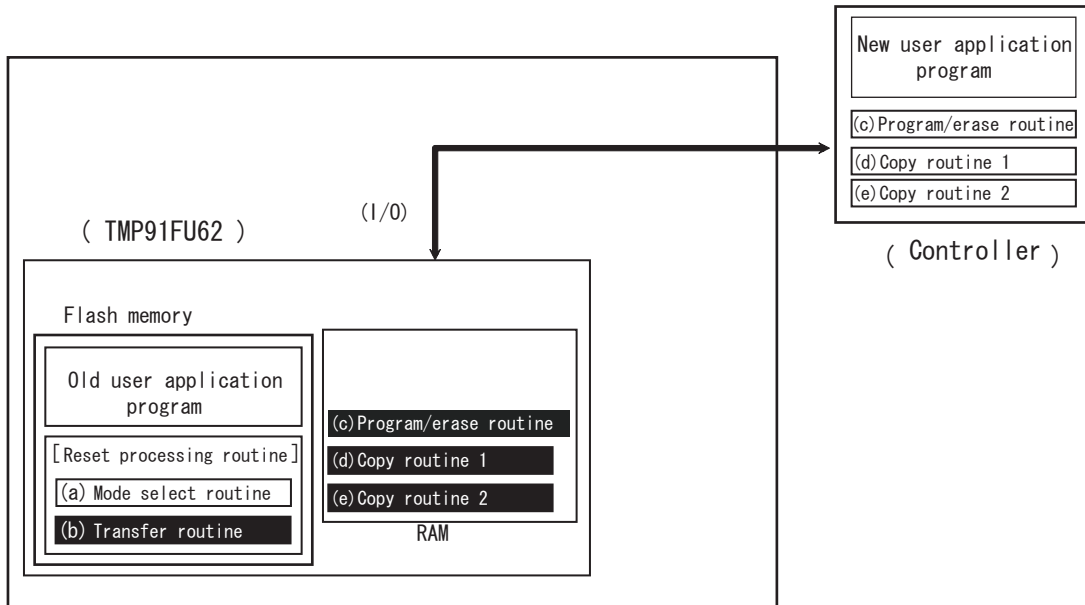 New user application
program
(c)Program/erase routine
(d)Copy routine 1
(e)Copy routine 2
( Controller )
(I/O)
( TMP91FU62 )
Flash memory
Old user application
program
[Reset processing routine]
(a) Mode select routine
(b) Transfer routine
(c)Program/erase routine
(d)Copy routine 1
(e)Copy routine 2
RAM